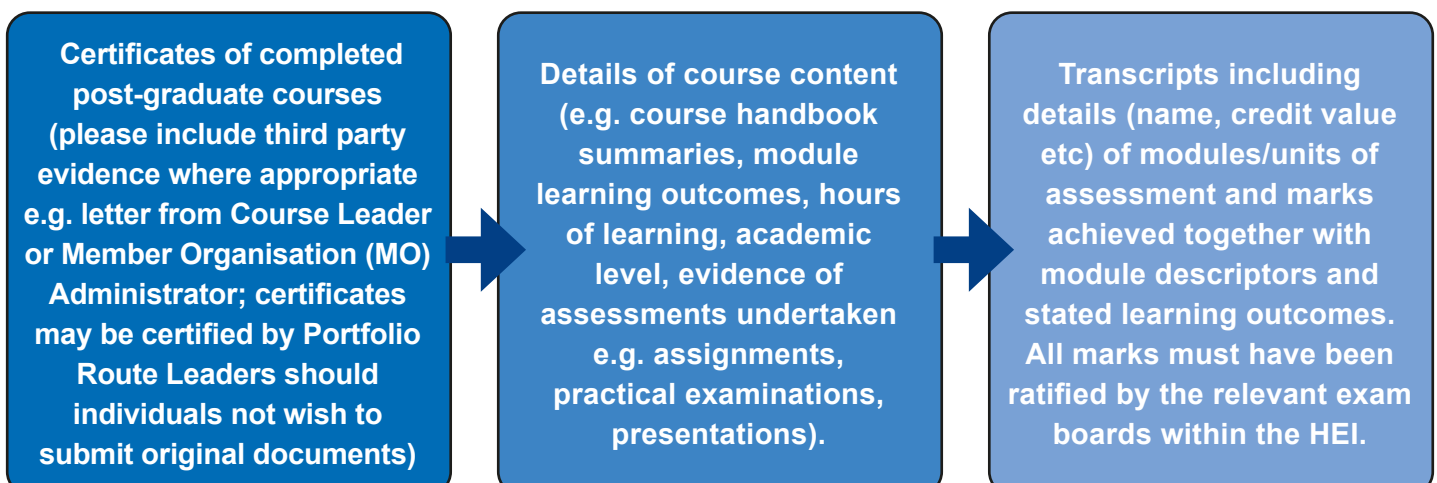 Certificates of completed
post-graduate courses
(please include third party
evidence where appropriate
e.g. letter from Course Leader
or Member Organisation (MO)
Administrator; certificates
may be certified by Portfolio
Route Leaders should
individuals not wish to
submit original documents)
Details of course content
(e.g. course handbook
summaries, module
learning outcomes, hours
of learning, academic
level, evidence of
assessments undertaken
e.g. assignments,
practical examinations,
presentations).
Transcripts including
details (name, credit value
etc) of modules/units of
assessment and marks
achieved together with
module descriptors and
stated learning outcomes.
All marks must have been
ratified by the relevant exam
boards within the HEI.